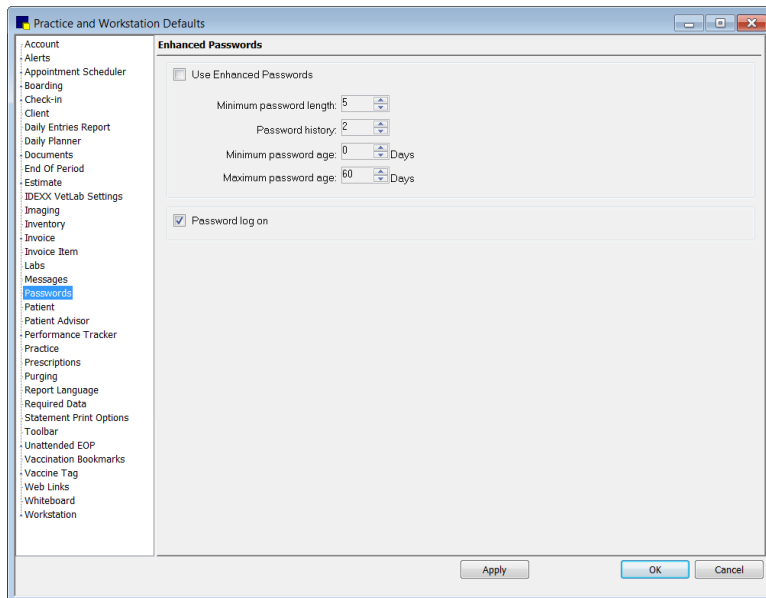 Practice and Workstation Defaults
Account
Alerts
Appointment Scheduler
Boarding
Check-in
Client
Daily Entries Report
Daily Planner
Documents
End Of Period
Estimate
IDEXX VetLab Settings
Imaging
Inventory
Invoice
Invoice Item
Labs
Messages
Passwords
Patient
Patient Advisor
Performance Tracker
Practice
Prescriptions
Purging
Report Language
Required Data
Statement Print Options
Toolbar
Unattended EOP
Vaccination Bookmarks
Vaccine Tag
Web Links
Whiteboard
Workstation
Enhanced Passwords
Use Enhanced Passwords
Minimum password length: 5
Password history: 2
Minimum password age: 0 Days
Maximum password age: 60 Days
Password log on
Apply OK Cancel